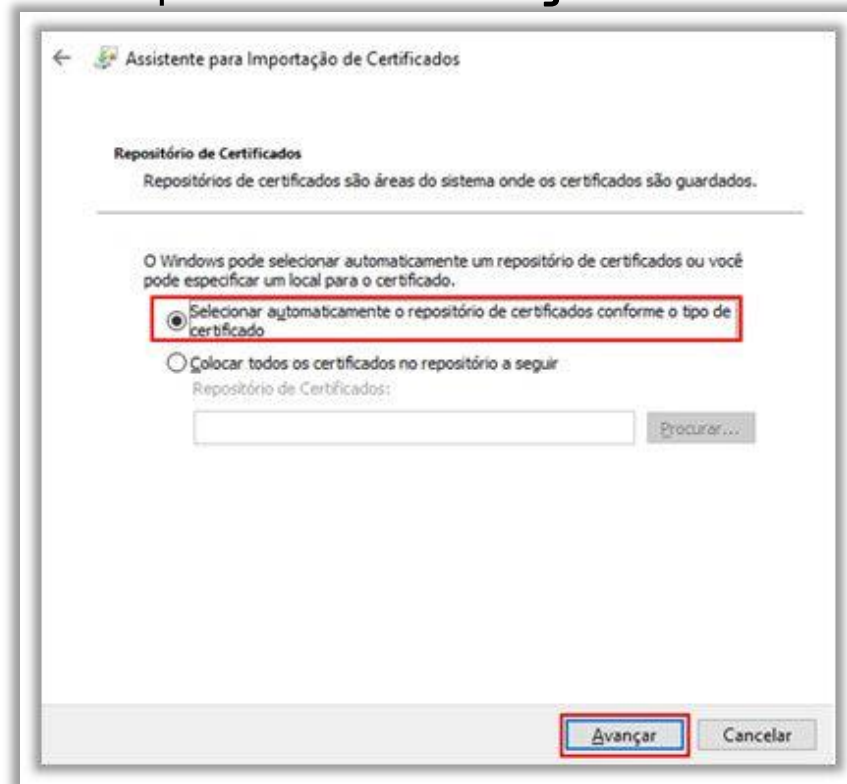 Assistente para Importação de Certificados
Repositório de Certificados
Repositórios de certificados são áreas do sistema onde os certificados são guardados.
O Windows pode selecionar automaticamente um repositório de certificados ou você
pode especificar um local para o certificado.
Selecionar automaticamente o repositório de certificados conforme o tipo de
certificado
Colocar todos os certificados no repositório a seguir
Repositório de Certificados:
Procurar...
Avançar
Cancelar